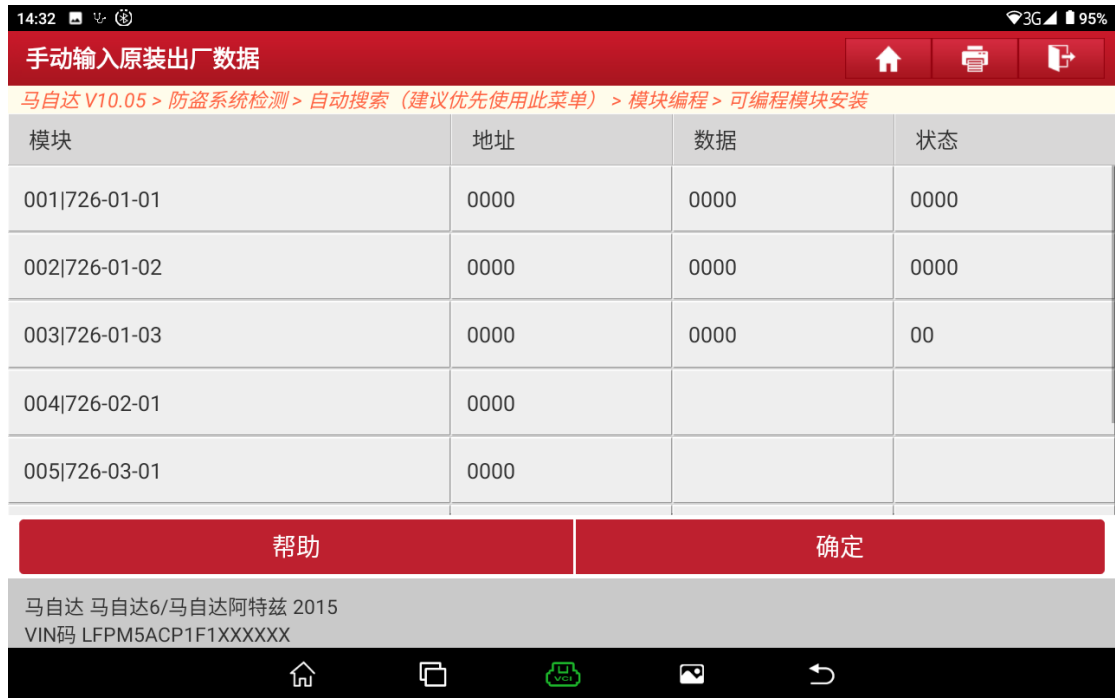 14:32 3G 95%
手动输入原装出厂数据
马自达 V10.05 > 防盗系统检测 > 自动搜索（建议优先使用此菜单） > 模块编程 > 可编程模块安装
模块 地址 数据 状态
001|726-01-01 0000 0000 0000
002|726-01-02 0000 0000 0000
003|726-01-03 0000 0000 00
004|726-02-01 0000
005|726-03-01 0000
帮助 确定
马自达 马自达6/马自达阿特兹 2015
VIN码 LFPM5ACP1F1XXXXXX
VCI